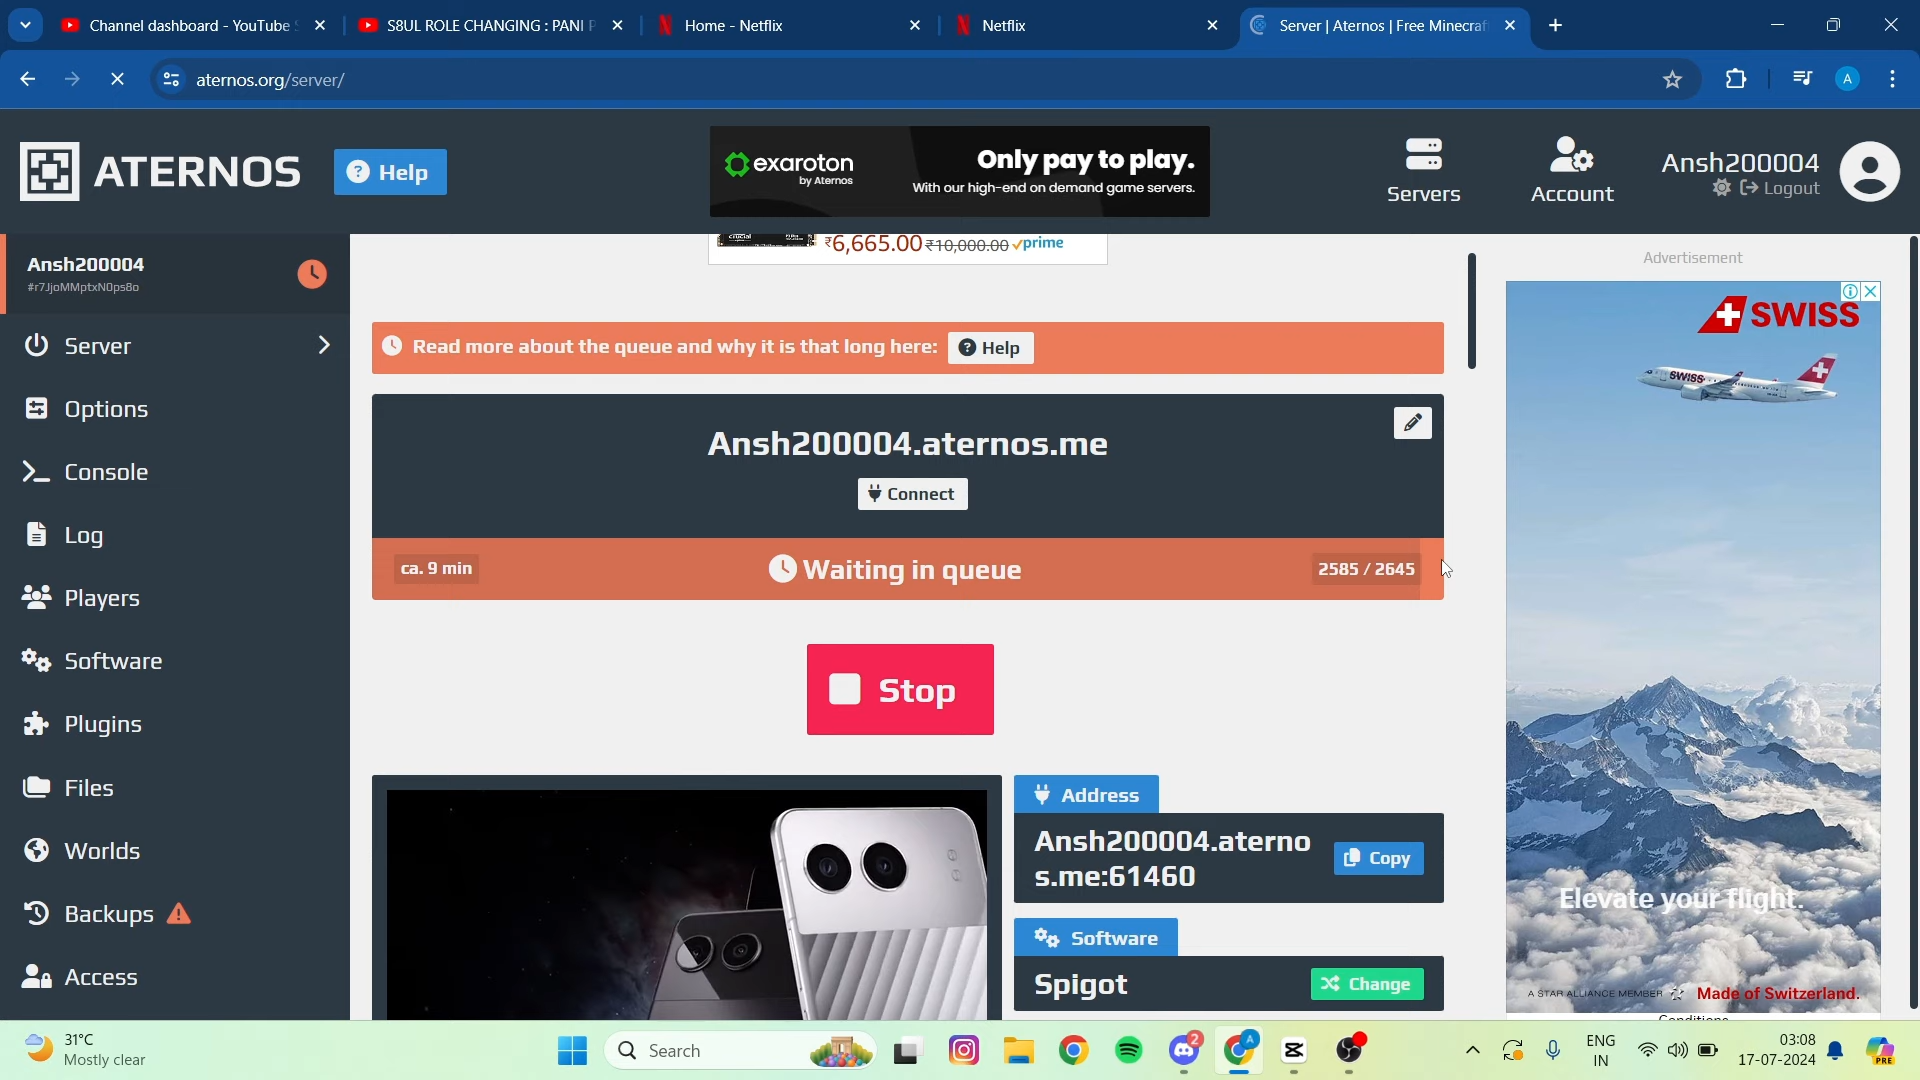 Channel dashboard - YouTube S
S8UL ROLE CHANGING : PANI P
Home - Netflix
Netflix
Server | Aternos | Free Minecraf
aternos.org/server/
A
ATERNOS
Help
exaroton
by Aternos
Only pay to play.
With our high-end on demand game servers.
Servers
Account
Ansh200004
Logout
Ansh200004
#r7JjoMMptxN0ps8o
Server
Options
Console
Log
Players
Software
Plugins
Files
Worlds
Backups
Access
crucial
₹6,665.00 ₹10,000.00 prime
Read more about the queue and why it is that long here:
Help
Ansh200004.aternos.me
Connect
ca. 9 min
Waiting in queue
2585 / 2645
Stop
Address
Ansh200004.aterno
s.me:61460
Copy
Software
Spigot
Change
Advertisement
SWISS
SWISS
Elevate your flight.
A STAR ALLIANCE MEMBER
Made of Switzerland.
Conditions
31°C
Mostly clear
Search
2
A
ENG
IN
03:08
17-07-2024
PRE